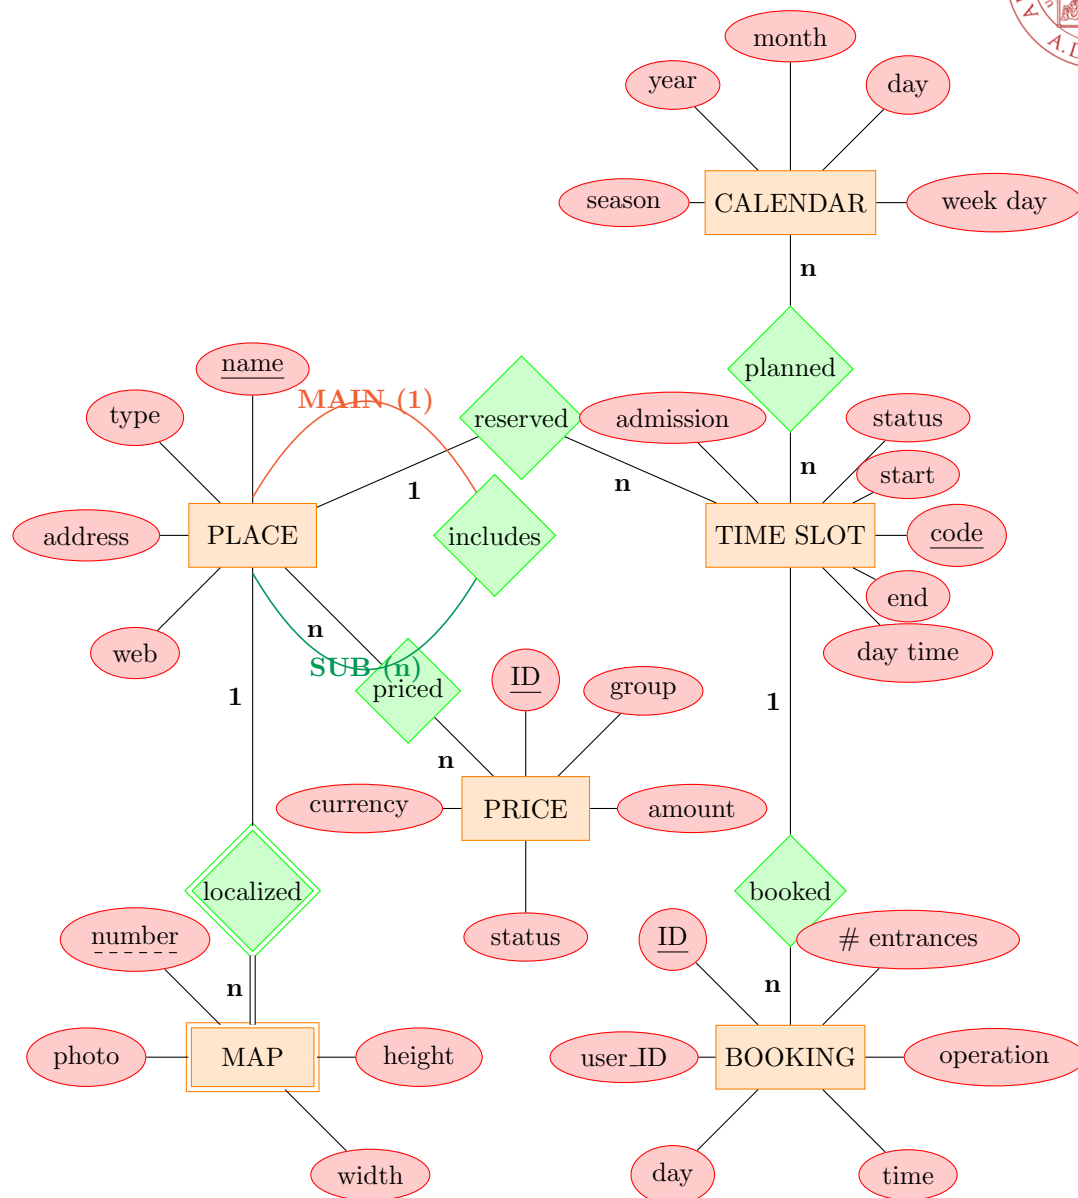 month
year
day
season
CALENDAR
week day
n
name
planned
MAIN (1)
type
reserved
admission
status
n
start
1
n
address
PLACE
includes
TIME SLOT
code
end
n
web
SUB (n)
day time
ID
group
priced
1
1
n
currency
PRICE
amount
localized
booked
number
status
ID
# entrances
n
n
photo
MAP
height
user_ID
BOOKING
operation
width
day
time